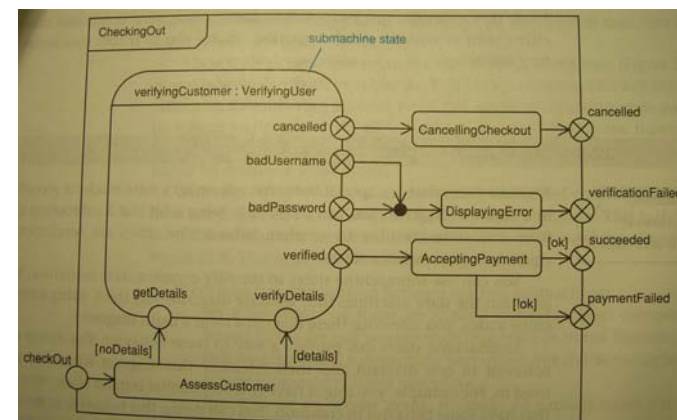 CheckingOut
submachine state
verifyingCustomer : VerifyingUser
cancelled
CancellingCheckout
cancelled
badUsername
badPassword
DisplayingError
verificationFailed
verified
AcceptingPayment
[ok]
succeeded
getDetails
verifyDetails
[!ok]
paymentFailed
checkOut
[noDetails]
[details]
AssessCustomer